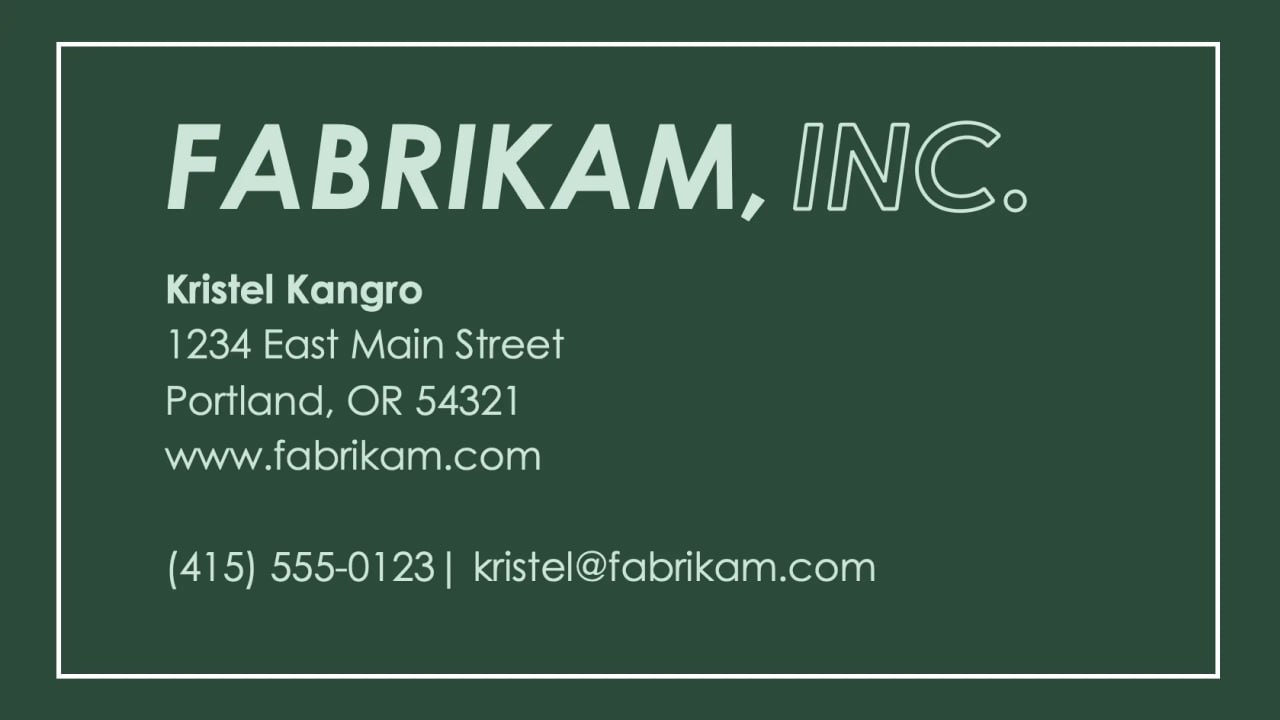 FABRIKAM, INC.
Kristel Kangro
1234 East Main Street
Portland, OR 54321
www.fabrikam.com
(415) 555-0123| kristel@fabrikam.com